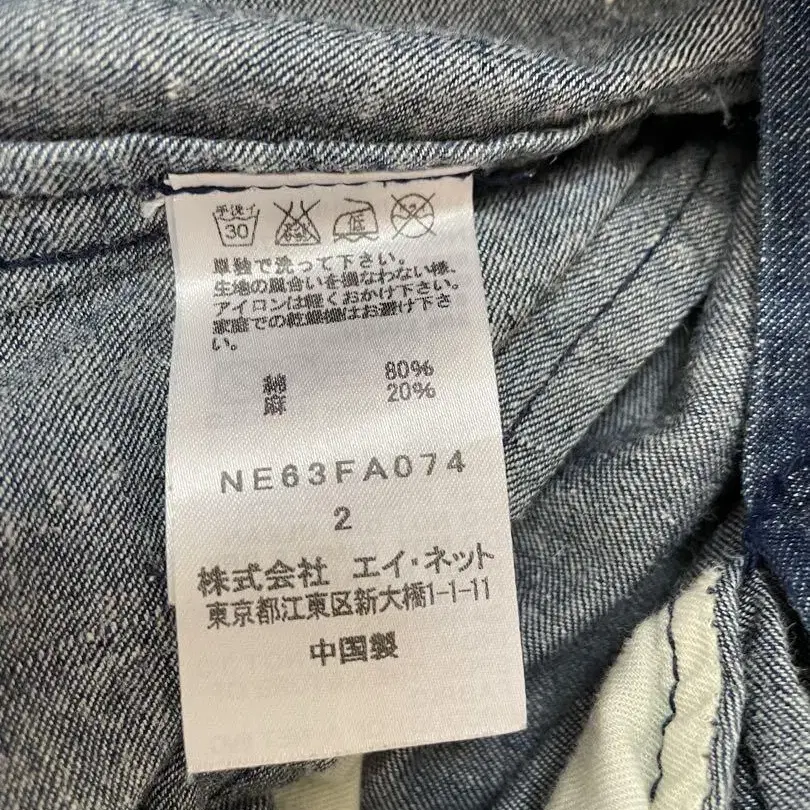 手洗イ
30
低
単独で洗って下さい。
生地の風合いを損なわない様、
アイロンは軽くおかけ下さい。
家庭での乾燥機はお避け下さ
い。
綿 80%
麻 20%
NE63FA074
2
株式会社 エイ・ネット
東京都江東区新大橋1-1-11
中国製